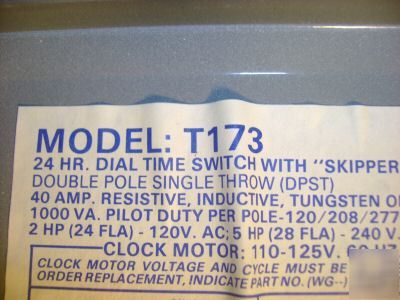 MODEL: T173
24 HR. DIAL TIME SWITCH WITH "SKIPPER
DOUBLE POLE SINGLE THROW (DPST)
40 AMP. RESISTIVE, INDUCTIVE, TUNGSTEN O
1000 VA. PILOT DUTY PER POLE-120/208/277
2 HP (24 FLA) - 120V. AC; 5 HP (28 FLA) - 240 V.
CLOCK MOTOR: 110-125V. 60 HZ
CLOCK MOTOR VOLTAGE AND CYCLE MUST BE
ORDER REPLACEMENT, INDICATE PART NO. (WG--)